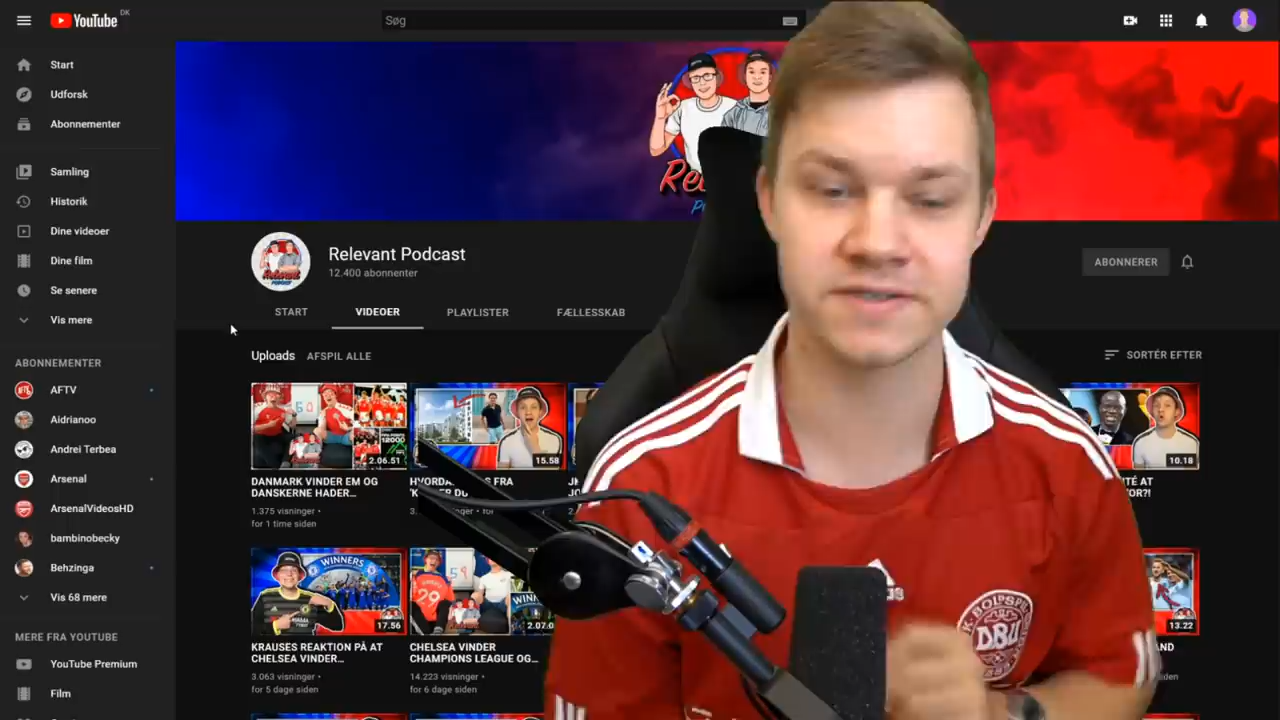 YouTube
DK
Søg
Start
Udforsk
Abonnementer
Samling
Historik
Dine videoer
Dine film
Se senere
Vis mere
ABONNEMENTER
AFTV
Aidrianoo
Andrei Terbea
Arsenal
ArsenalVideosHD
bambinobecky
Behzinga
Vis 68 mere
MERE FRA YOUTUBE
YouTube Premium
Film
Relevant Podcast
12.400 abonnenter
ABONNERER
START
VIDEOER
PLAYLISTER
FÆLLESSKAB
Uploads
AFSPIL ALLE
SORTÉR EFTER
2.06.51
DANMARK VINDER EM OG
DANSKERNE HADER...
1.375 visninger •
for 1 time siden
15.58
10.18
WINNERS
17.56
KRAUSES REAKTION PÅ AT
CHELSEA VINDER...
3.063 visninger •
for 5 dage siden
CHELSEA VINDER
CHAMPIONS LEAGUE OG...
14.223 visninger •
for 6 dage siden
13.22
DBU